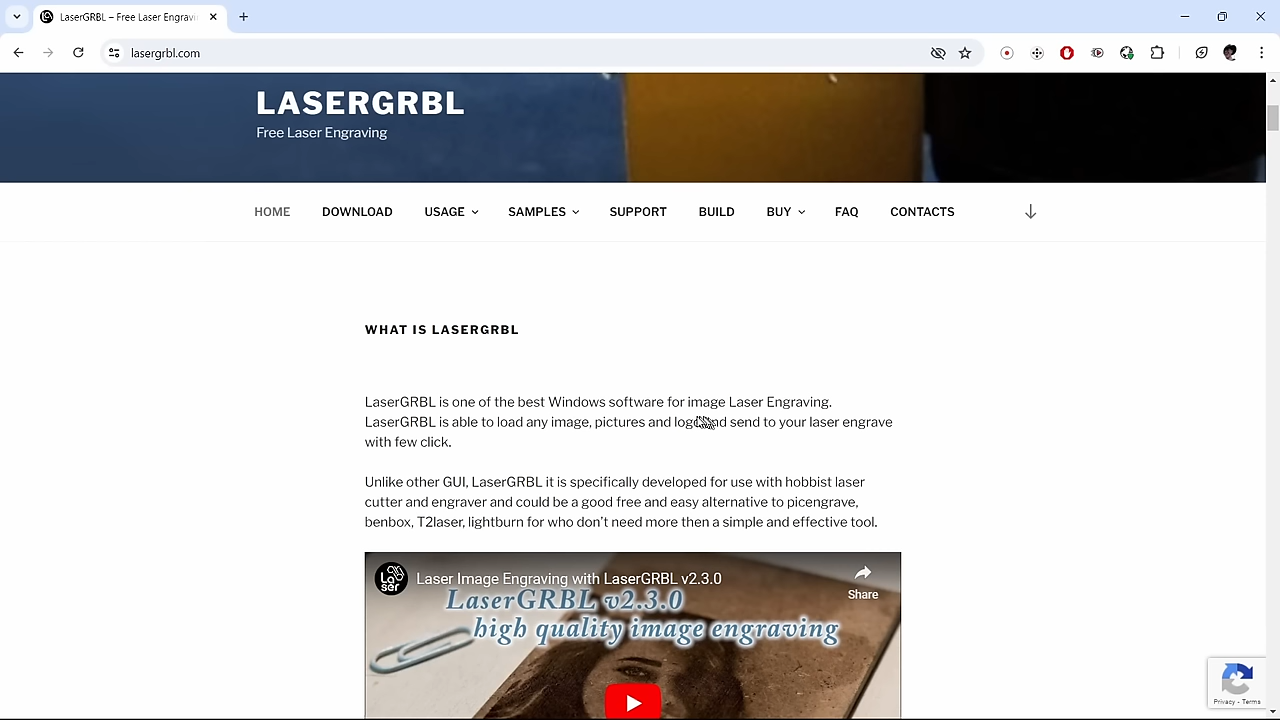 LaserGRBL – Free Laser Engravi
lasergrbl.com
LASERGRBL
Free Laser Engraving
HOME DOWNLOAD USAGE SAMPLES SUPPORT BUILD BUY FAQ CONTACTS
WHAT IS LASERGRBL
LaserGRBL is one of the best Windows software for image Laser Engraving.
LaserGRBL is able to load any image, pictures and logo and send to your laser engrave
with few click.
Unlike other GUI, LaserGRBL it is specifically developed for use with hobbist laser
cutter and engraver and could be a good free and easy alternative to picengrave,
benbox, T2laser, lightburn for who don't need more then a simple and effective tool.
Laser
Laser Image Engraving with LaserGRBL v2.3.0
Share
LaserGRBL v2.3.0
high quality image engraving
Privacy - Terms